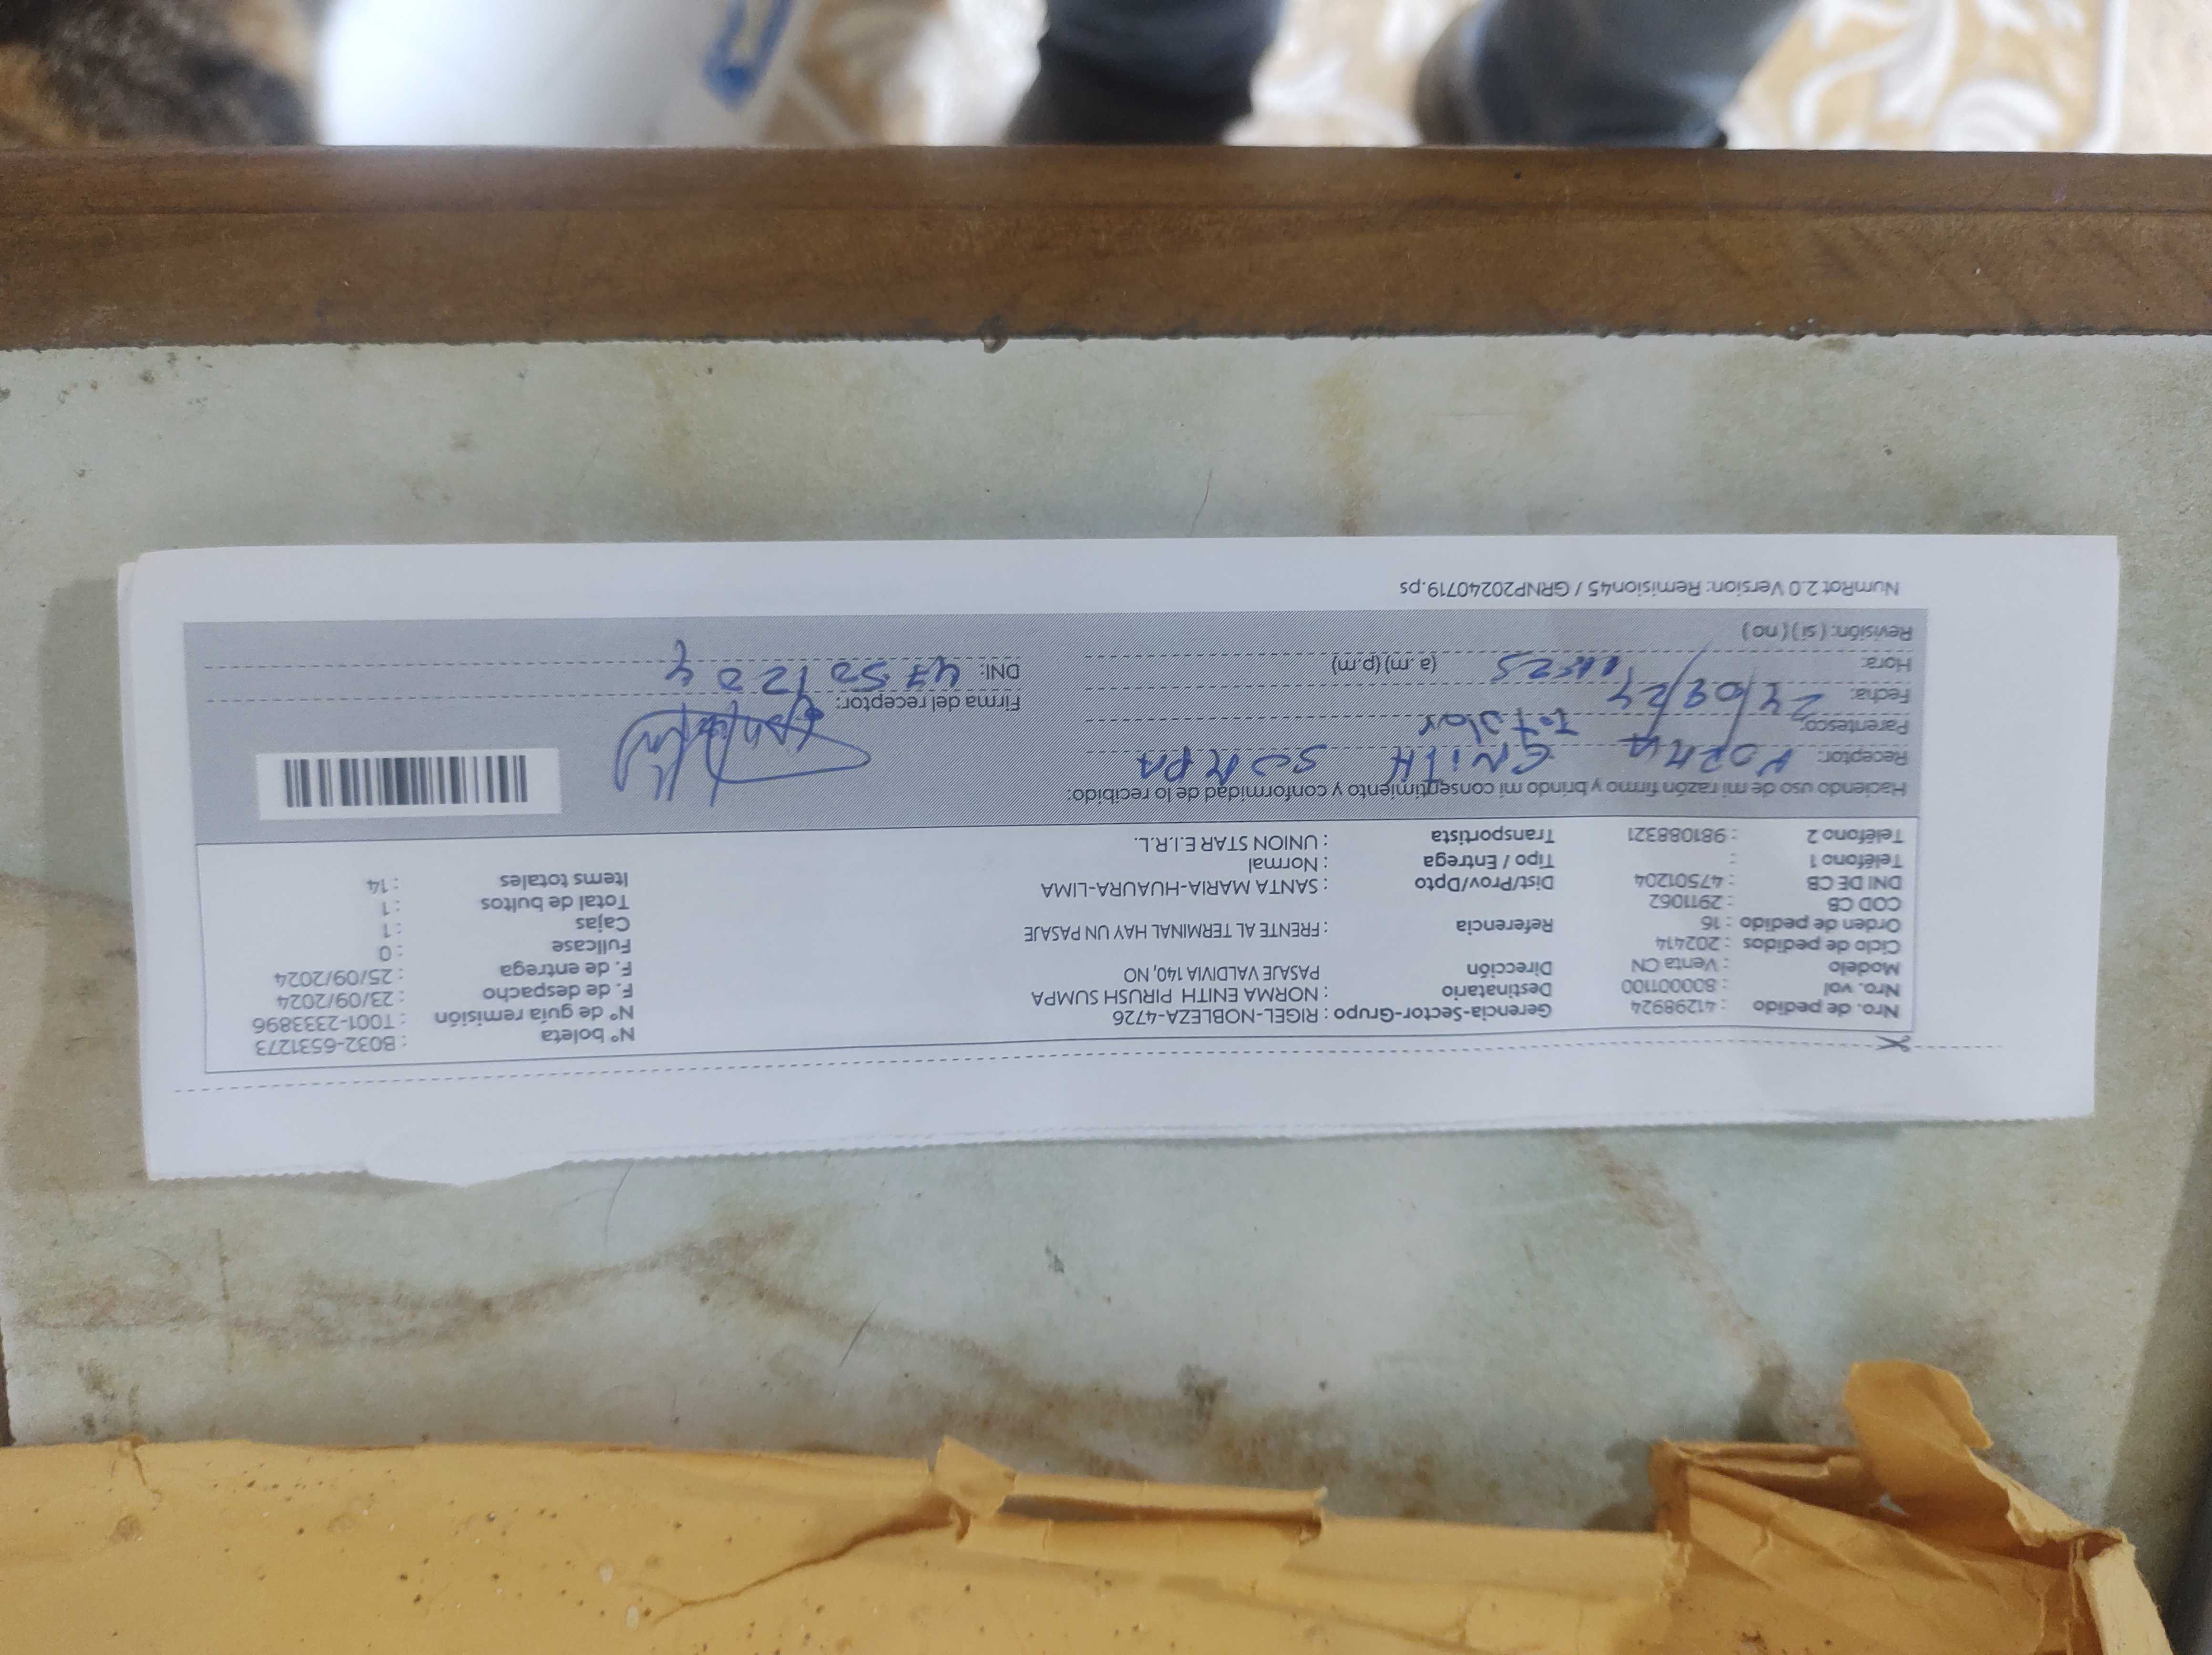 Nro. de pedido : 41298924 Gerencia-Sector-Grupo : RIGEL-NOBLEZA-4726 N° boleta : B032-6531273
Nro. vol : 800001100 Destinatario : NORMA ENITH PIRUSH SUMPA N° de guía remisión : T001-2333896
Modelo : Venta CN Dirección PASAJE VALDIVIA 140, NO F. de despacho : 23/09/2024
Ciclo de pedidos : 202414 F. de entrega : 25/09/2024
Orden de pedido : 16 Referencia : FRENTE AL TERMINAL HAY UN PASAJE Fullcase : 0
COD CB : 2911062 Cajas : 1
DNI DE CB : 47501204 Dist/Prov/Dpto : SANTA MARIA-HUAURA-LIMA Total de bultos : 1
Teléfono 1 : Tipo / Entrega : Normal Items totales : 14
Teléfono 2 : 981088321 Transportista : UNION STAR E.I.R.L.
Haciendo uso de mi razón firmo y brindo mi consentimiento y conformidad de lo recibido:
Receptor: NORMA ENITH SUMPA
Parentesco: Titular
Fecha: 24/09/24 Firma del receptor:
Hora: (a.m) (p.m) DNI: 47501204
Revisión: ( si ) ( no )
NumRot 2.0 Version: Remision45 / GRNP20240719.ps